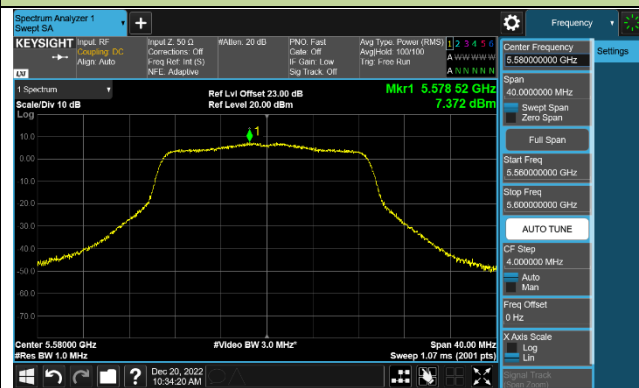 Spectrum Analyzer 1
Swept SA
+
Frequency
KEYSIGHT
Input: RF
Coupling: DC
Align: Auto
Input Z: 50 Ω
Corrections: Off
Freq Ref: Int (S)
NFE: Adaptive
#Atten: 20 dB
PNO: Fast
Gate: Off
IF Gain: Low
Sig Track: Off
Avg Type: Power (RMS)
Avg|Hold: 100/100
Trig: Free Run
1 2 3 4 5 6
A W W W W W
A N N N N N
LXI
1 Spectrum
Scale/Div 10 dB
Log
Ref Lvl Offset 23.00 dB
Ref Level 20.00 dBm
Mkr1 5.578 52 GHz
7.372 dBm
1
10.0
0.00
-10.0
-20.0
-30.0
-40.0
-50.0
-60.0
-70.0
Center 5.58000 GHz
#Res BW 1.0 MHz
#Video BW 3.0 MHz*
Span 40.00 MHz
Sweep 1.07 ms (2001 pts)
Center Frequency
5.580000000 GHz
Settings
Span
40.0000000 MHz
Swept Span
Zero Span
Full Span
Start Freq
5.560000000 GHz
Stop Freq
5.600000000 GHz
AUTO TUNE
CF Step
4.000000 MHz
Auto
Man
Freq Offset
0 Hz
X Axis Scale
Log
Lin
Signal Track
(Span Zoom)
?
Dec 20, 2022
10:34:20 AM